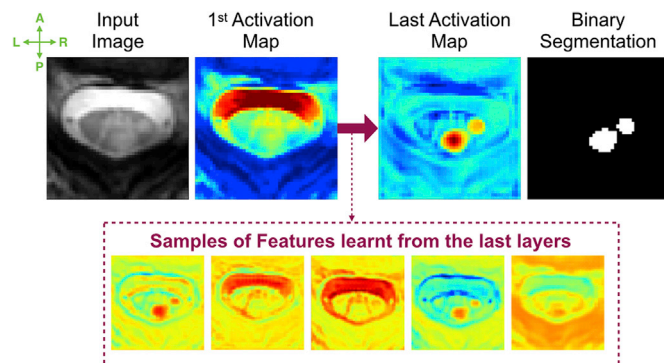 A
L R
P
Input
Image
1st Activation
Map
Last Activation
Map
Binary
Segmentation
Samples of Features learnt from the last layers